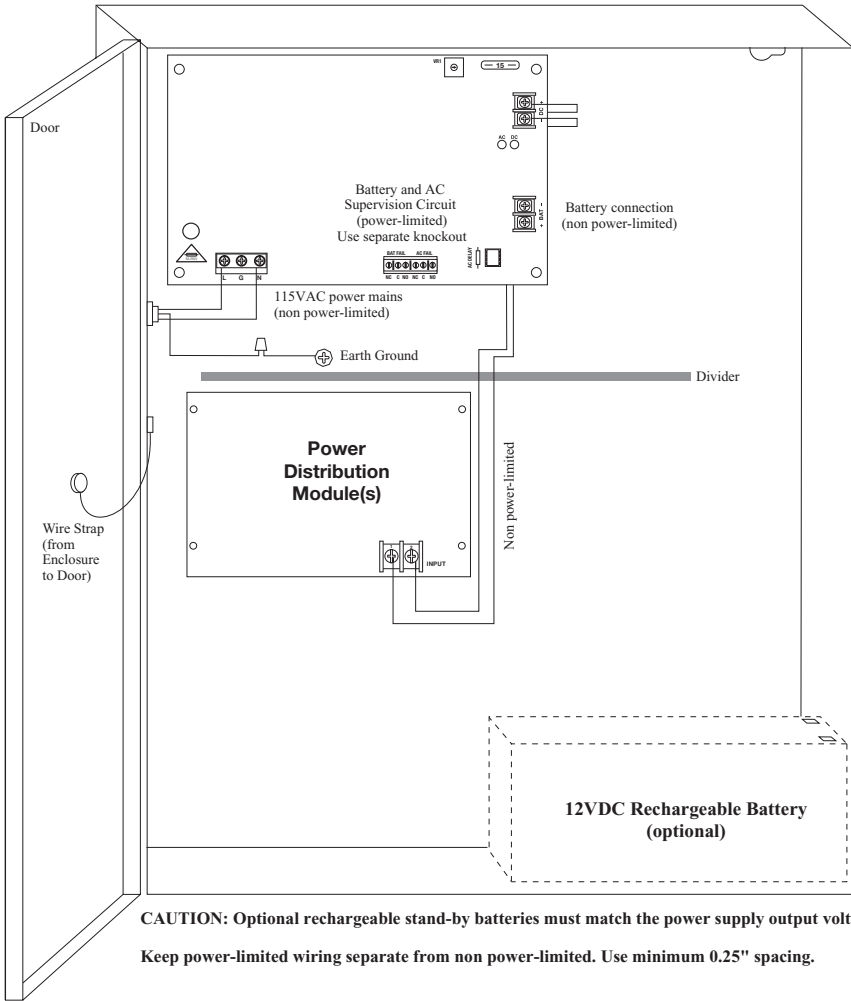 Door
VR1
15
+ DC –
AC DC
Battery and AC
Supervision Circuit
(power-limited)
Use separate knockout
– BAT +
Battery connection
(non power-limited)
AC DELAY
BAT FAIL AC FAIL
NC C NO NC C NO
L G N
115VAC power mains
(non power-limited)
Earth Ground
Divider
Power
Distribution
Module(s)
Non power-limited
INPUT
Wire Strap
(from
Enclosure
to Door)
12VDC Rechargeable Battery
(optional)
CAUTION: Optional rechargeable stand-by batteries must match the power supply output volt
Keep power-limited wiring separate from non power-limited. Use minimum 0.25" spacing.